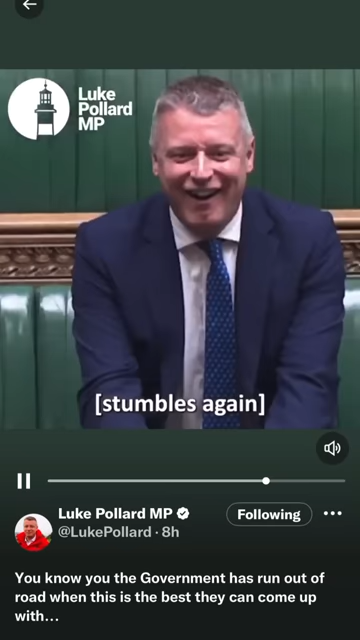 Luke
Pollard
MP
[stumbles again]
Luke Pollard MP
@LukePollard · 8h
Following
You know you the Government has run out of
road when this is the best they can come up
with...